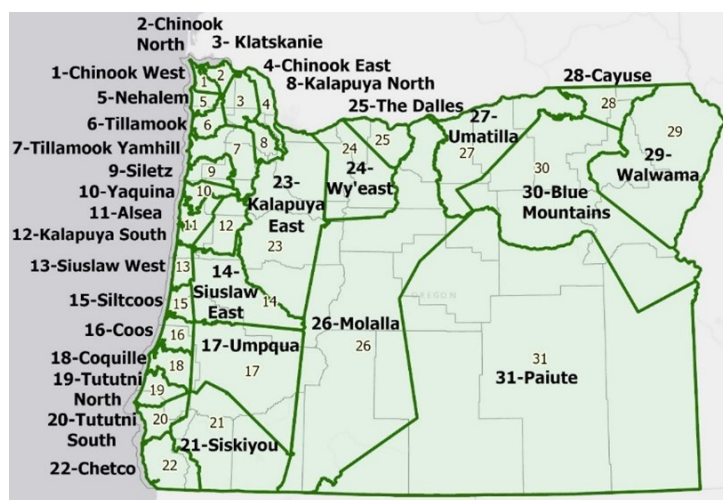 2-Chinook
North
3- Klatskanie
4-Chinook East
1-Chinook West
8-Kalapuya North
28-Cayuse
5-Nehalem
25-The Dalles
27-
Umatilla
6-Tillamook
7-Tillamook Yamhill
29-
Walwama
9-Siletz
24-
Wy'east
10-Yaquina
23-
Kalapuya
East
30-Blue
Mountains
11-Alsea
12-Kalapuya South
13-Siuslaw West
14-
Siuslaw
East
15-Siltcoos
OREGON
16-Coos
26-Molalla
17-Umpqua
18-Coquille
31-Paiute
19-Tututni
North
20-Tututni
South
21-Siskiyou
22-Chetco
1
2
3
4
5
6
7
8
9
10
11
12
13
14
15
16
17
18
19
20
21
22
23
24
25
26
27
28
29
30
31